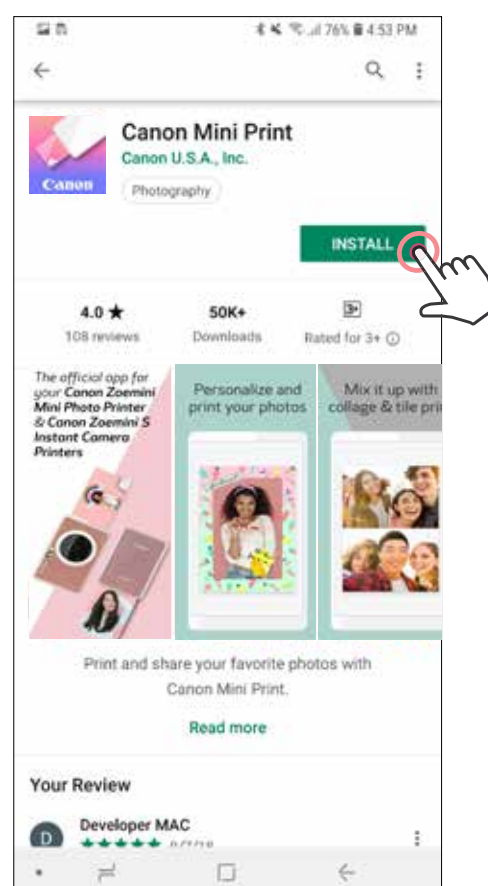 76% 4:53 PM
Canon Mini Print
Canon U.S.A., Inc.
Canon
Photography
INSTALL
4.0 ★ 50K+ 3+
108 reviews Downloads Rated for 3+
The official app for
your Canon Zoemini
Mini Photo Printer
& Canon Zoemini S
Instant Camera
Printers
Personalize and
print your photos
Mix it up with
collage & tile pri
Print and share your favorite photos with
Canon Mini Print.
Read more
Your Review
D
Developer MAC